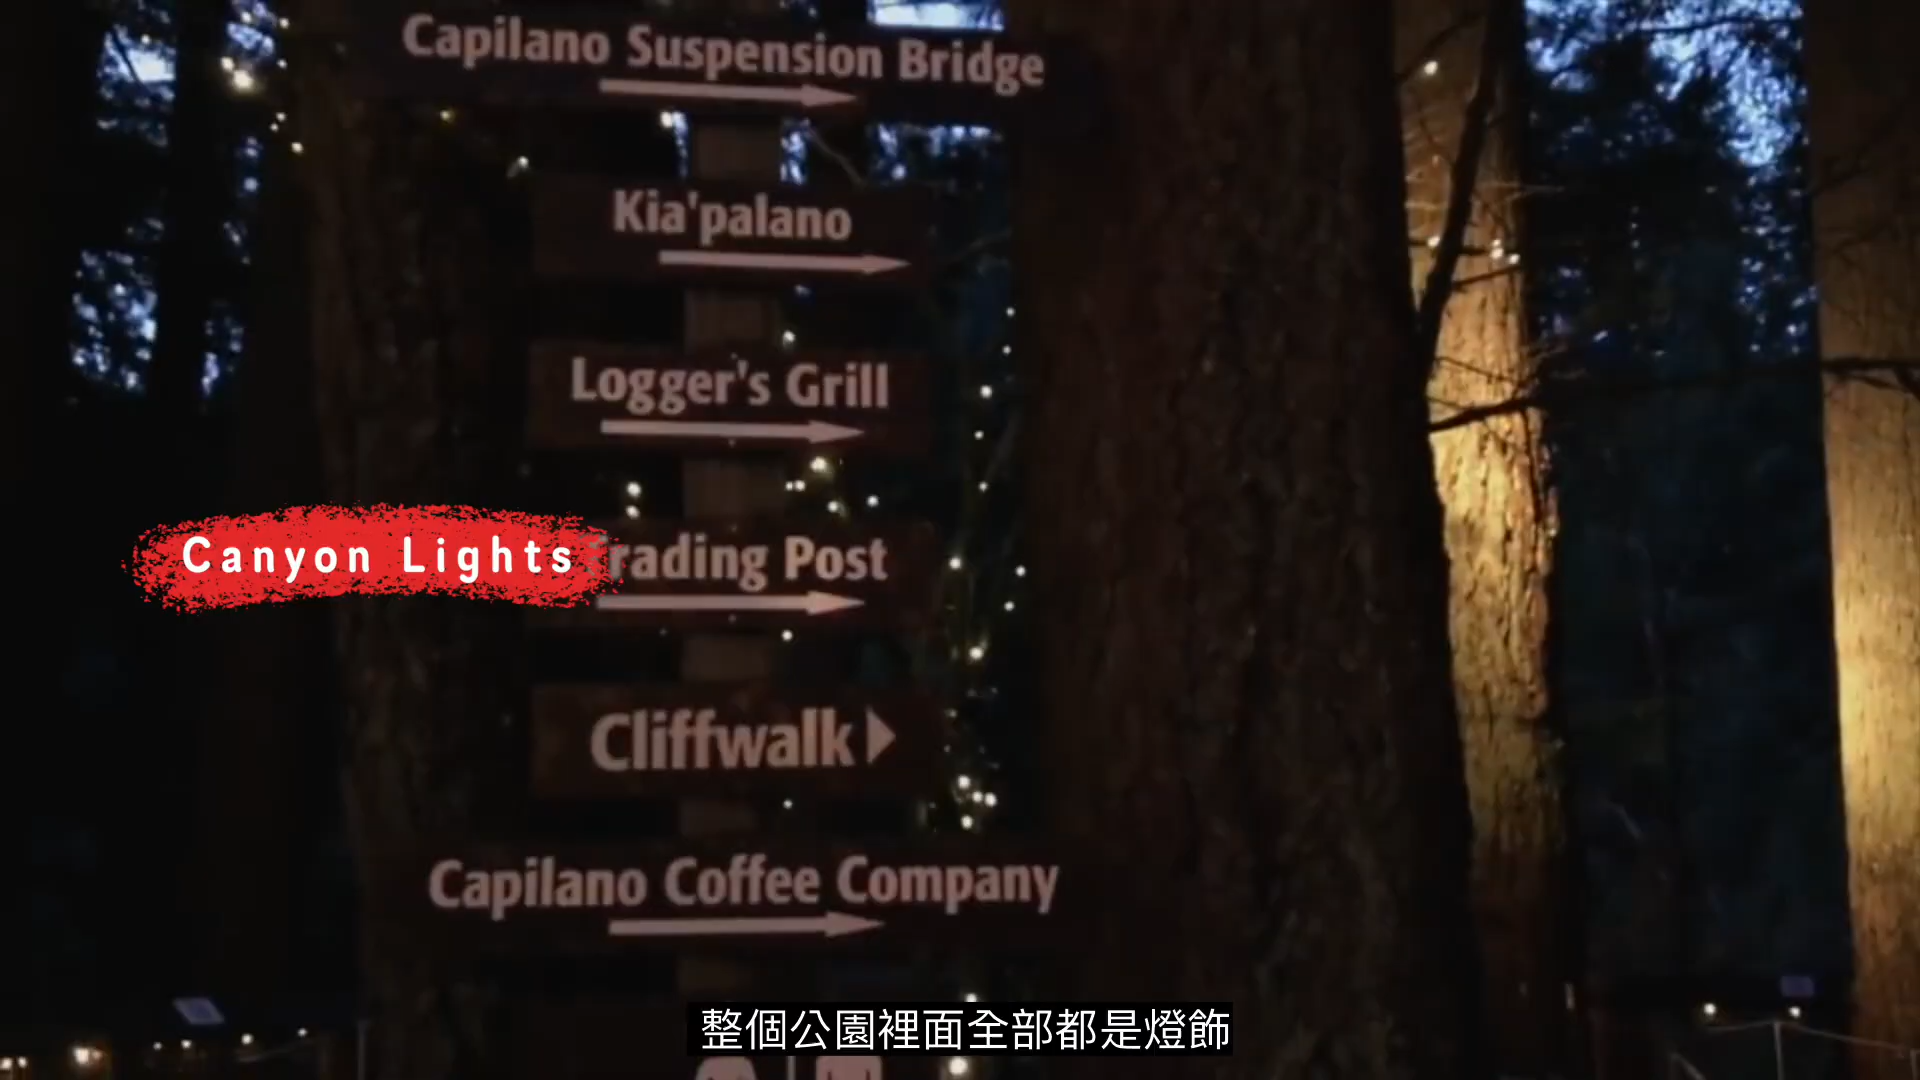 Capilano Suspension Bridge
Kia'palano
Logger's Grill
Canyon Lights
rading Post
Cliffwalk
Capilano Coffee Company
整個公園裡面全部都是燈飾